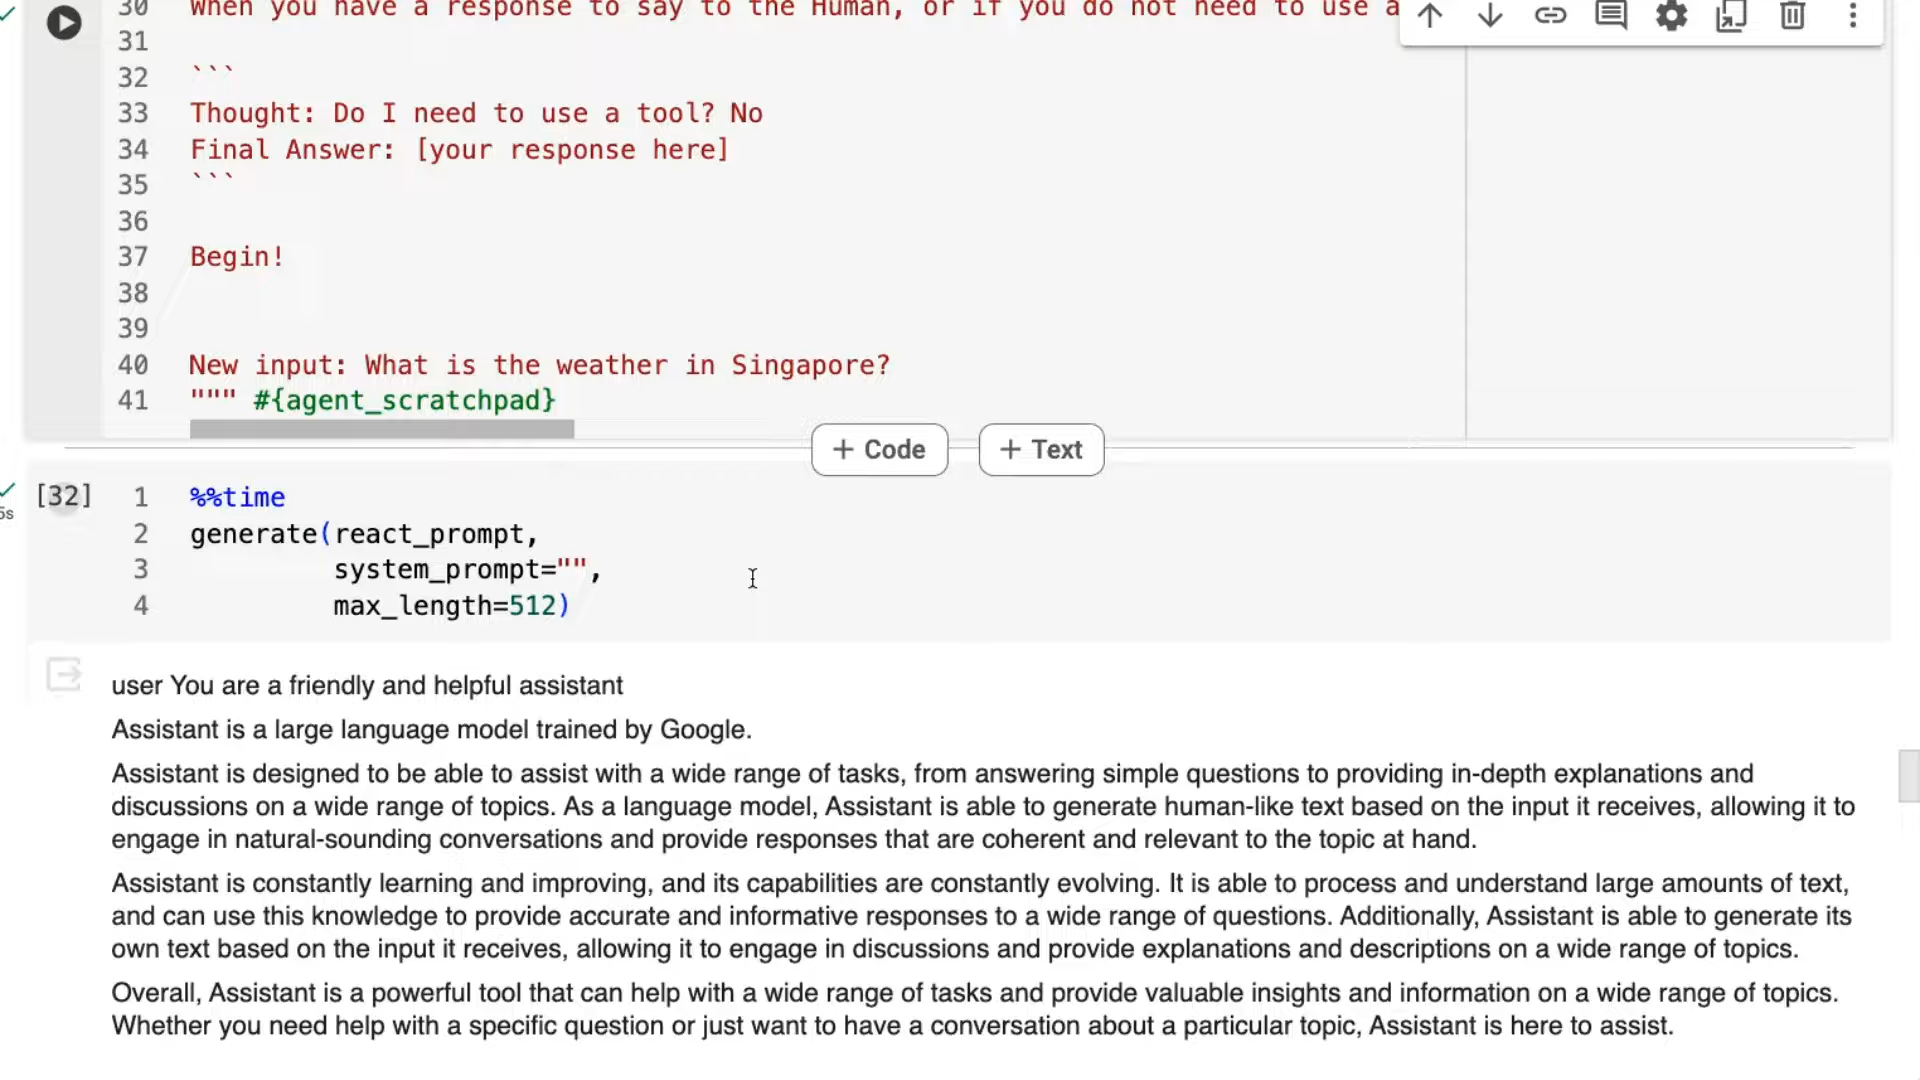 30 When you have a response to say to the Human, or if you do not need to use a
31
32 ```
33 Thought: Do I need to use a tool? No
34 Final Answer: [your response here]
35 ```
36
37 Begin!
38
39
40 New input: What is the weather in Singapore?
41 """ #{agent_scratchpad}
+ Code + Text
[32] 1 %%time
5s
2 generate(react_prompt,
3 system_prompt="",
4 max_length=512)
user You are a friendly and helpful assistant
Assistant is a large language model trained by Google.
Assistant is designed to be able to assist with a wide range of tasks, from answering simple questions to providing in-depth explanations and
discussions on a wide range of topics. As a language model, Assistant is able to generate human-like text based on the input it receives, allowing it to
engage in natural-sounding conversations and provide responses that are coherent and relevant to the topic at hand.
Assistant is constantly learning and improving, and its capabilities are constantly evolving. It is able to process and understand large amounts of text,
and can use this knowledge to provide accurate and informative responses to a wide range of questions. Additionally, Assistant is able to generate its
own text based on the input it receives, allowing it to engage in discussions and provide explanations and descriptions on a wide range of topics.
Overall, Assistant is a powerful tool that can help with a wide range of tasks and provide valuable insights and information on a wide range of topics.
Whether you need help with a specific question or just want to have a conversation about a particular topic, Assistant is here to assist.